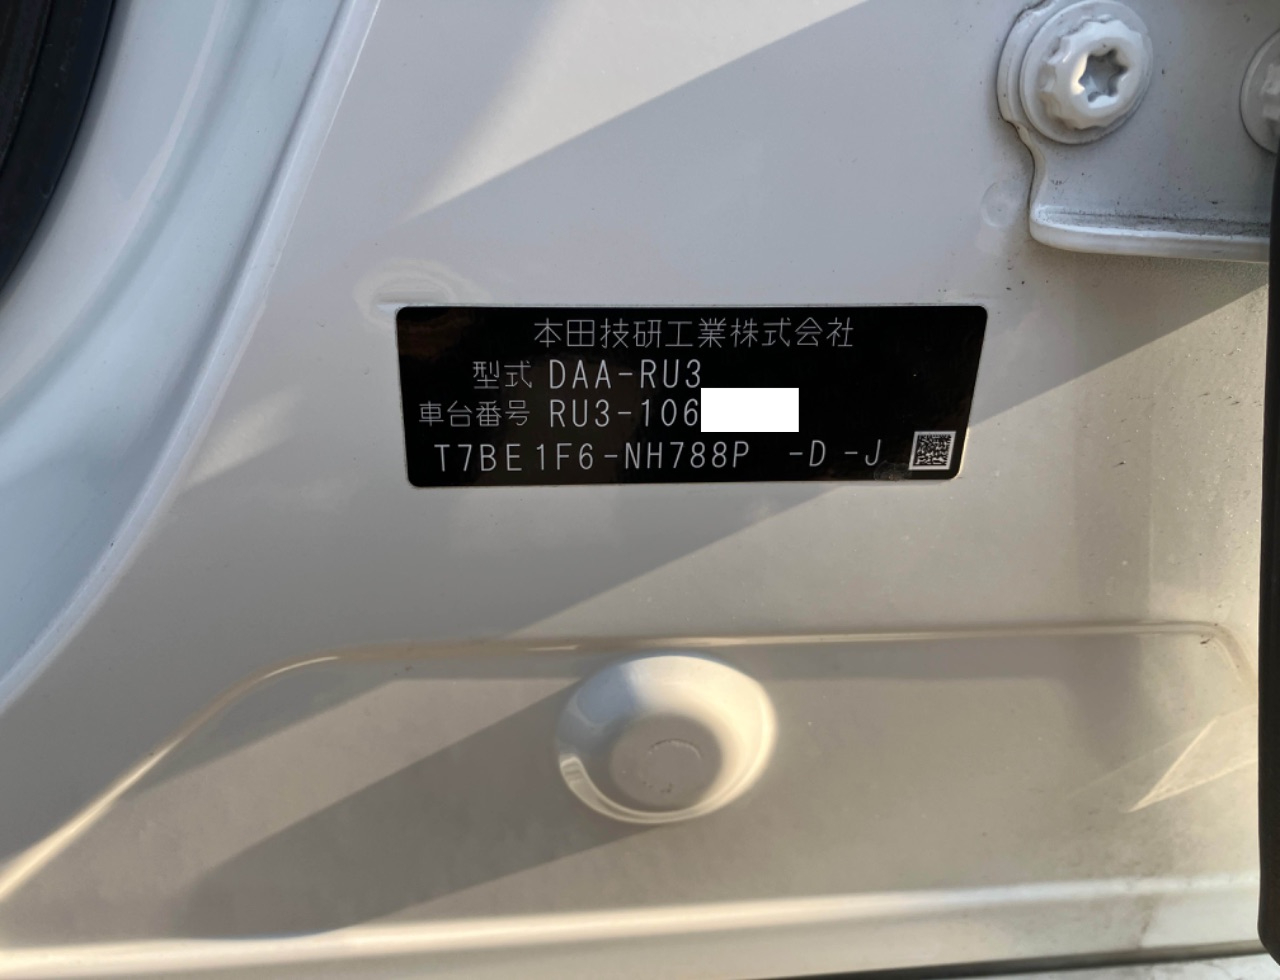 本田技研工業株式会社
型式 DAA-RU3
車台番号 RU3-106
T7BE1F6-NH788P -D-J